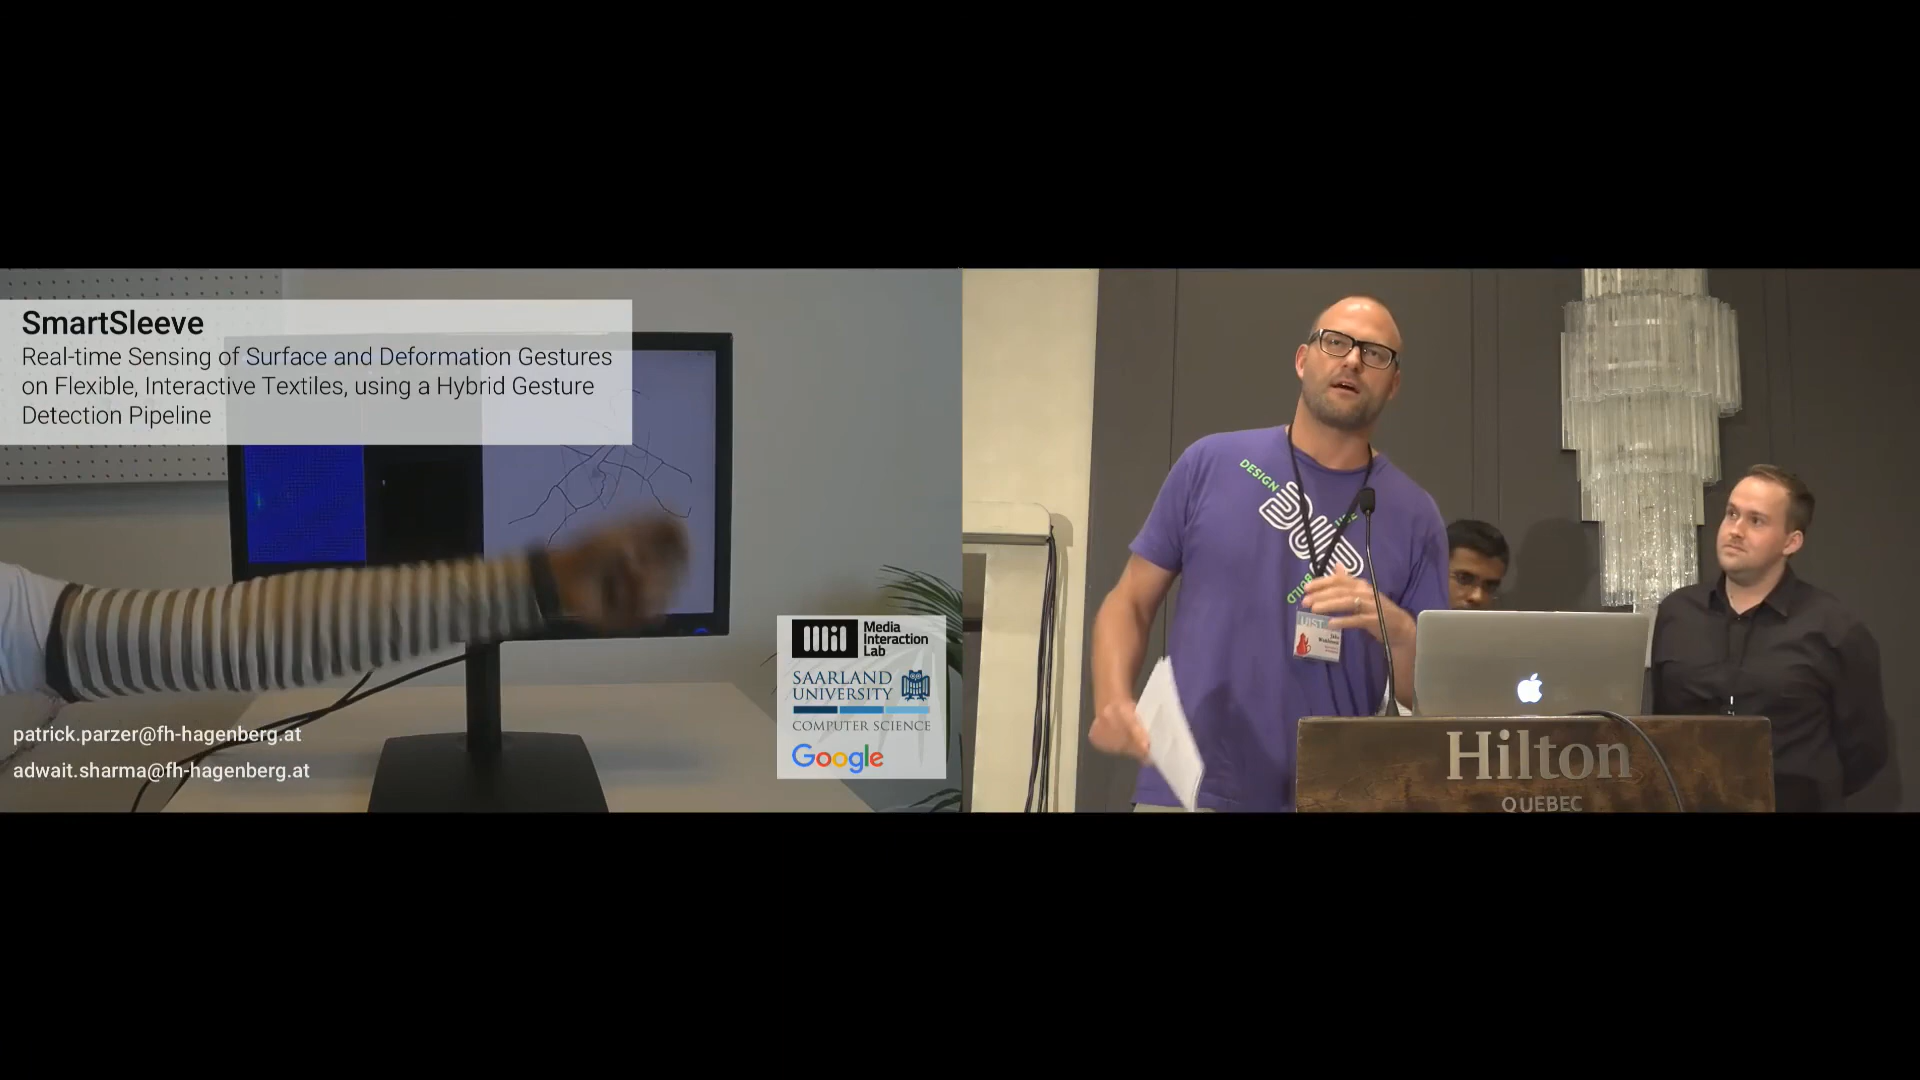 SmartSleeve
Real-time Sensing of Surface and Deformation Gestures
on Flexible, Interactive Textiles, using a Hybrid Gesture
Detection Pipeline
Media
Interaction
Lab
SAARLAND
UNIVERSITY
COMPUTER SCIENCE
Google
patrick.parzer@fh-hagenberg.at
adwait.sharma@fh-hagenberg.at
DESIGN
BUILD
UIST
Hilton
QUEBEC